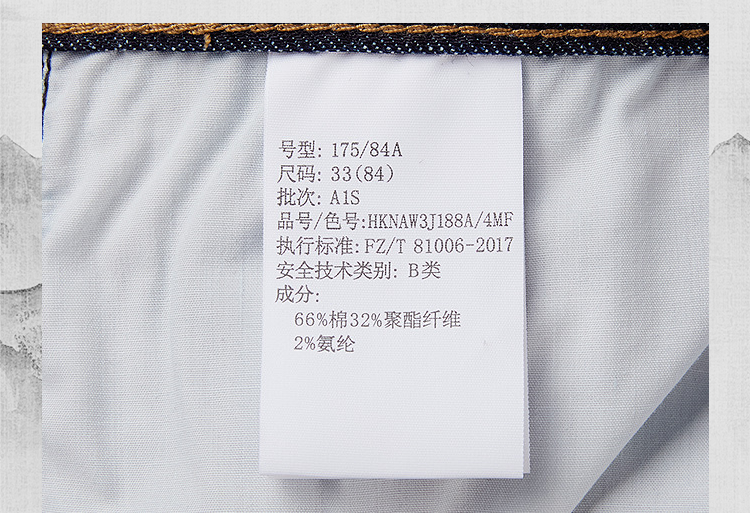 号型: 175/84A
尺码: 33(84)
批次: A1S
品号/色号:HKNAW3J188A/4MF
执行标准: FZ/T 81006-2017
安全技术类别: B类
成分:
66%棉32%聚酯纤维
2%氨纶